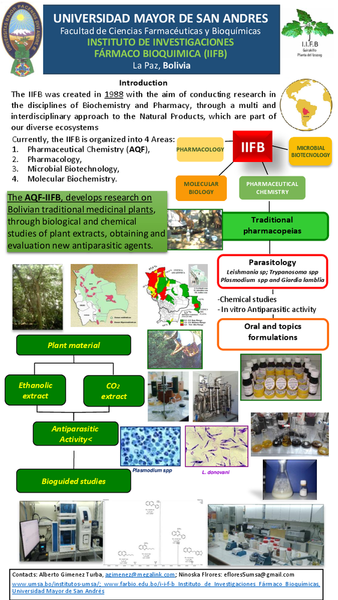 UNIVERSIDAD MAYOR DE SAN ANDRES
Facultad de Ciencias Farmacéuticas y Bioquímicas
INSTITUTO DE INVESTIGACIONES
FÁRMACO BIOQUÍMICA (IIFB)
La Paz, Bolivia
I.I.F.B
Introduction
The IIFB was created in 1988 with the aim of conducting research in
the disciplines of Biochemistry and Pharmacy, through a multi and
interdisciplinary approach to the Natural Products, which are part of
our diverse ecosystems
Currently, the IIFB is organized into 4 Areas:
1. Pharmaceutical Chemistry (AQF),
2. Pharmacology,
3. Microbial Biotechnology,
4. Molecular Biochemistry.
PHARMACOLOGY
IIFB
MICROBIAL
BIOTECHNOLOGY
MOLECULAR
BIOLOGY
PHARMACEUTICAL
CHEMISTRY
The AQF-IIFB, develops research on
Bolivian traditional medicinal plants,
through biological and chemical
studies of plant extracts, obtaining and
evaluation new antiparasitic agents.
Traditional
pharmacopeias
Parasitology
Leishmania sp; Trypanosoma spp
Plasmodium spp and Giardia lamblia
-Chemical studies
- In vitro Antiparasitic activity
Oral and topics
formulations
Plant material
Ethanolic
extract
CO2
extract
Antiparasitic
Activity<
Bioguided studies
Plasmodium spp
L. donovani
Contacts: Alberto Gimenez Turba, agimenez@megalink.com; Ninoska Flrores: efloresSumsa@gmail.com
www.umsa.bo/institutos-umsa/; www.farbio.edu.bo/i-i-f-b Instituto de Investigaciones Fármaco Bioquímicas,
Universidad Mayor de San Andrés